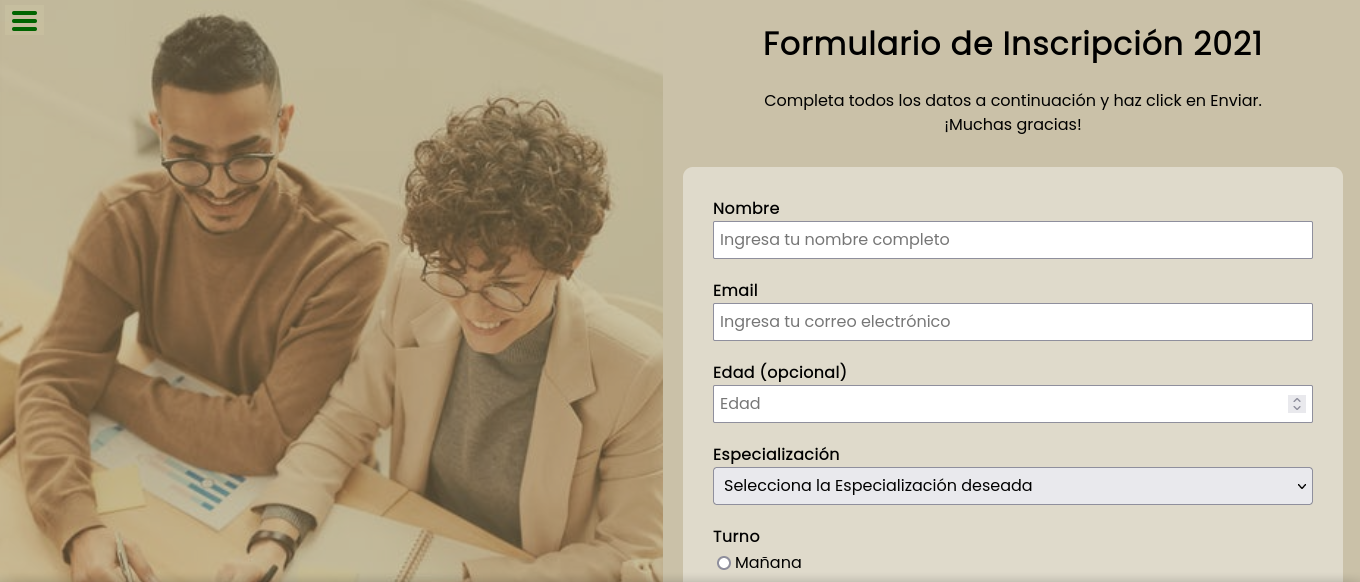 Formulario de Inscripción 2021
Completa todos los datos a continuación y haz click en Enviar.
¡Muchas gracias!
Nombre
Ingresa tu nombre completo
Email
Ingresa tu correo electrónico
Edad (opcional)
Edad
Especialización
Selecciona la Especialización deseada
Turno
Mañana